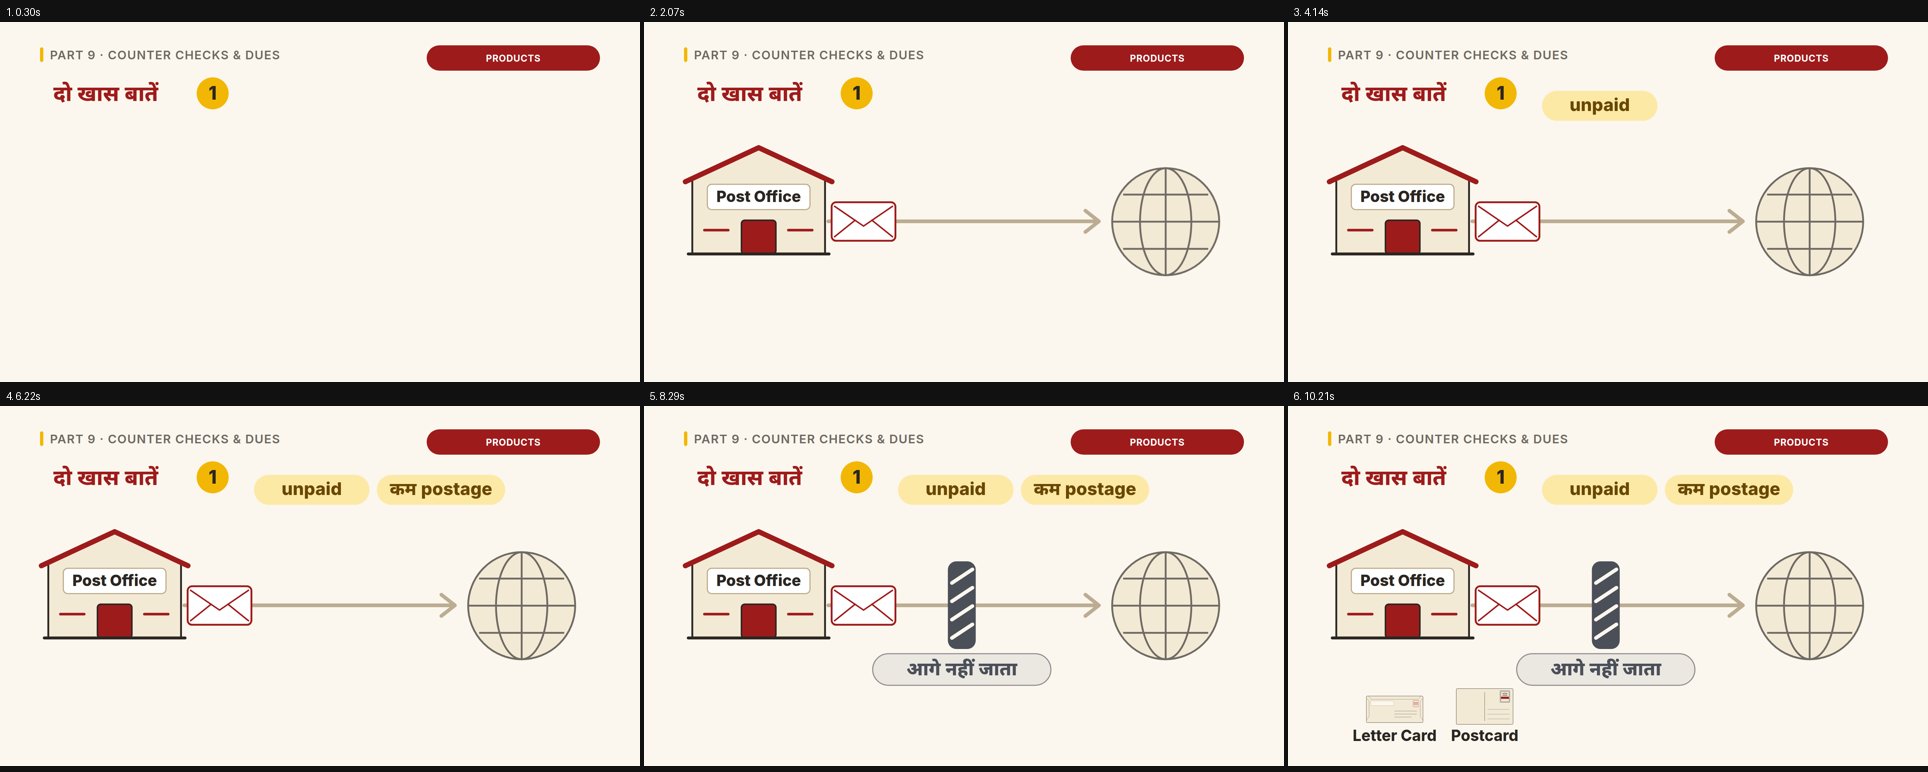 1. 0.30s
PART 9 · COUNTER CHECKS & DUES
PRODUCTS
दो खास बातें 1
2. 2.07s
PART 9 · COUNTER CHECKS & DUES
PRODUCTS
दो खास बातें 1
Post Office
3. 4.14s
PART 9 · COUNTER CHECKS & DUES
PRODUCTS
दो खास बातें 1 unpaid
Post Office
4. 6.22s
PART 9 · COUNTER CHECKS & DUES
PRODUCTS
दो खास बातें 1 unpaid कम postage
Post Office
5. 8.29s
PART 9 · COUNTER CHECKS & DUES
PRODUCTS
दो खास बातें 1 unpaid कम postage
Post Office
आगे नहीं जाता
6. 10.21s
PART 9 · COUNTER CHECKS & DUES
PRODUCTS
दो खास बातें 1 unpaid कम postage
Post Office
आगे नहीं जाता
Letter Card Postcard